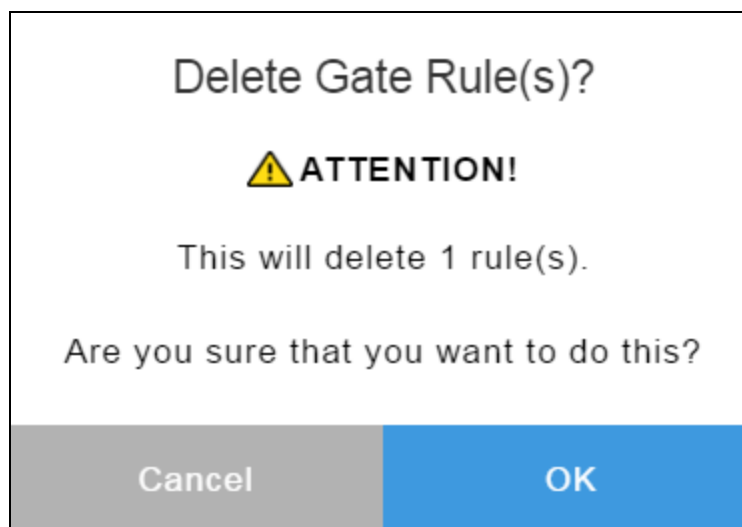 Delete Gate Rule(s)?
ATTENTION!
This will delete 1 rule(s).
Are you sure that you want to do this?
Cancel
OK